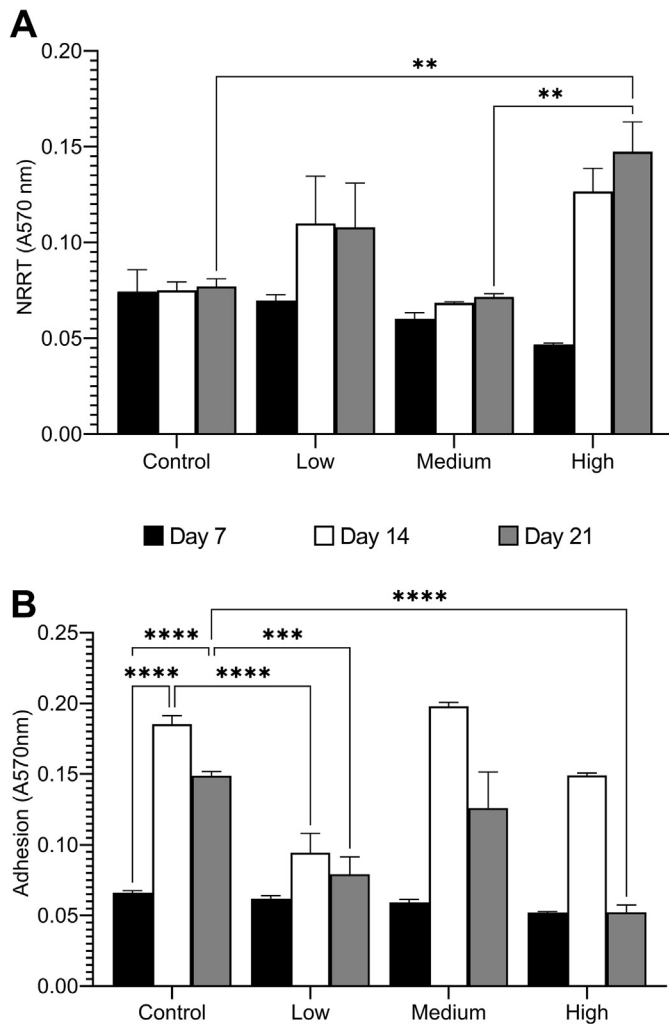 A
0.20
**
**
0.15
NRRT (A570 nm)
0.10
0.05
0.00
Control Low Medium High
Day 7 Day 14 Day 21
B
****
0.25
**** ***
**** ****
0.20
0.15
Adhesion (A570nm)
0.10
0.05
0.00
Control Low Medium High